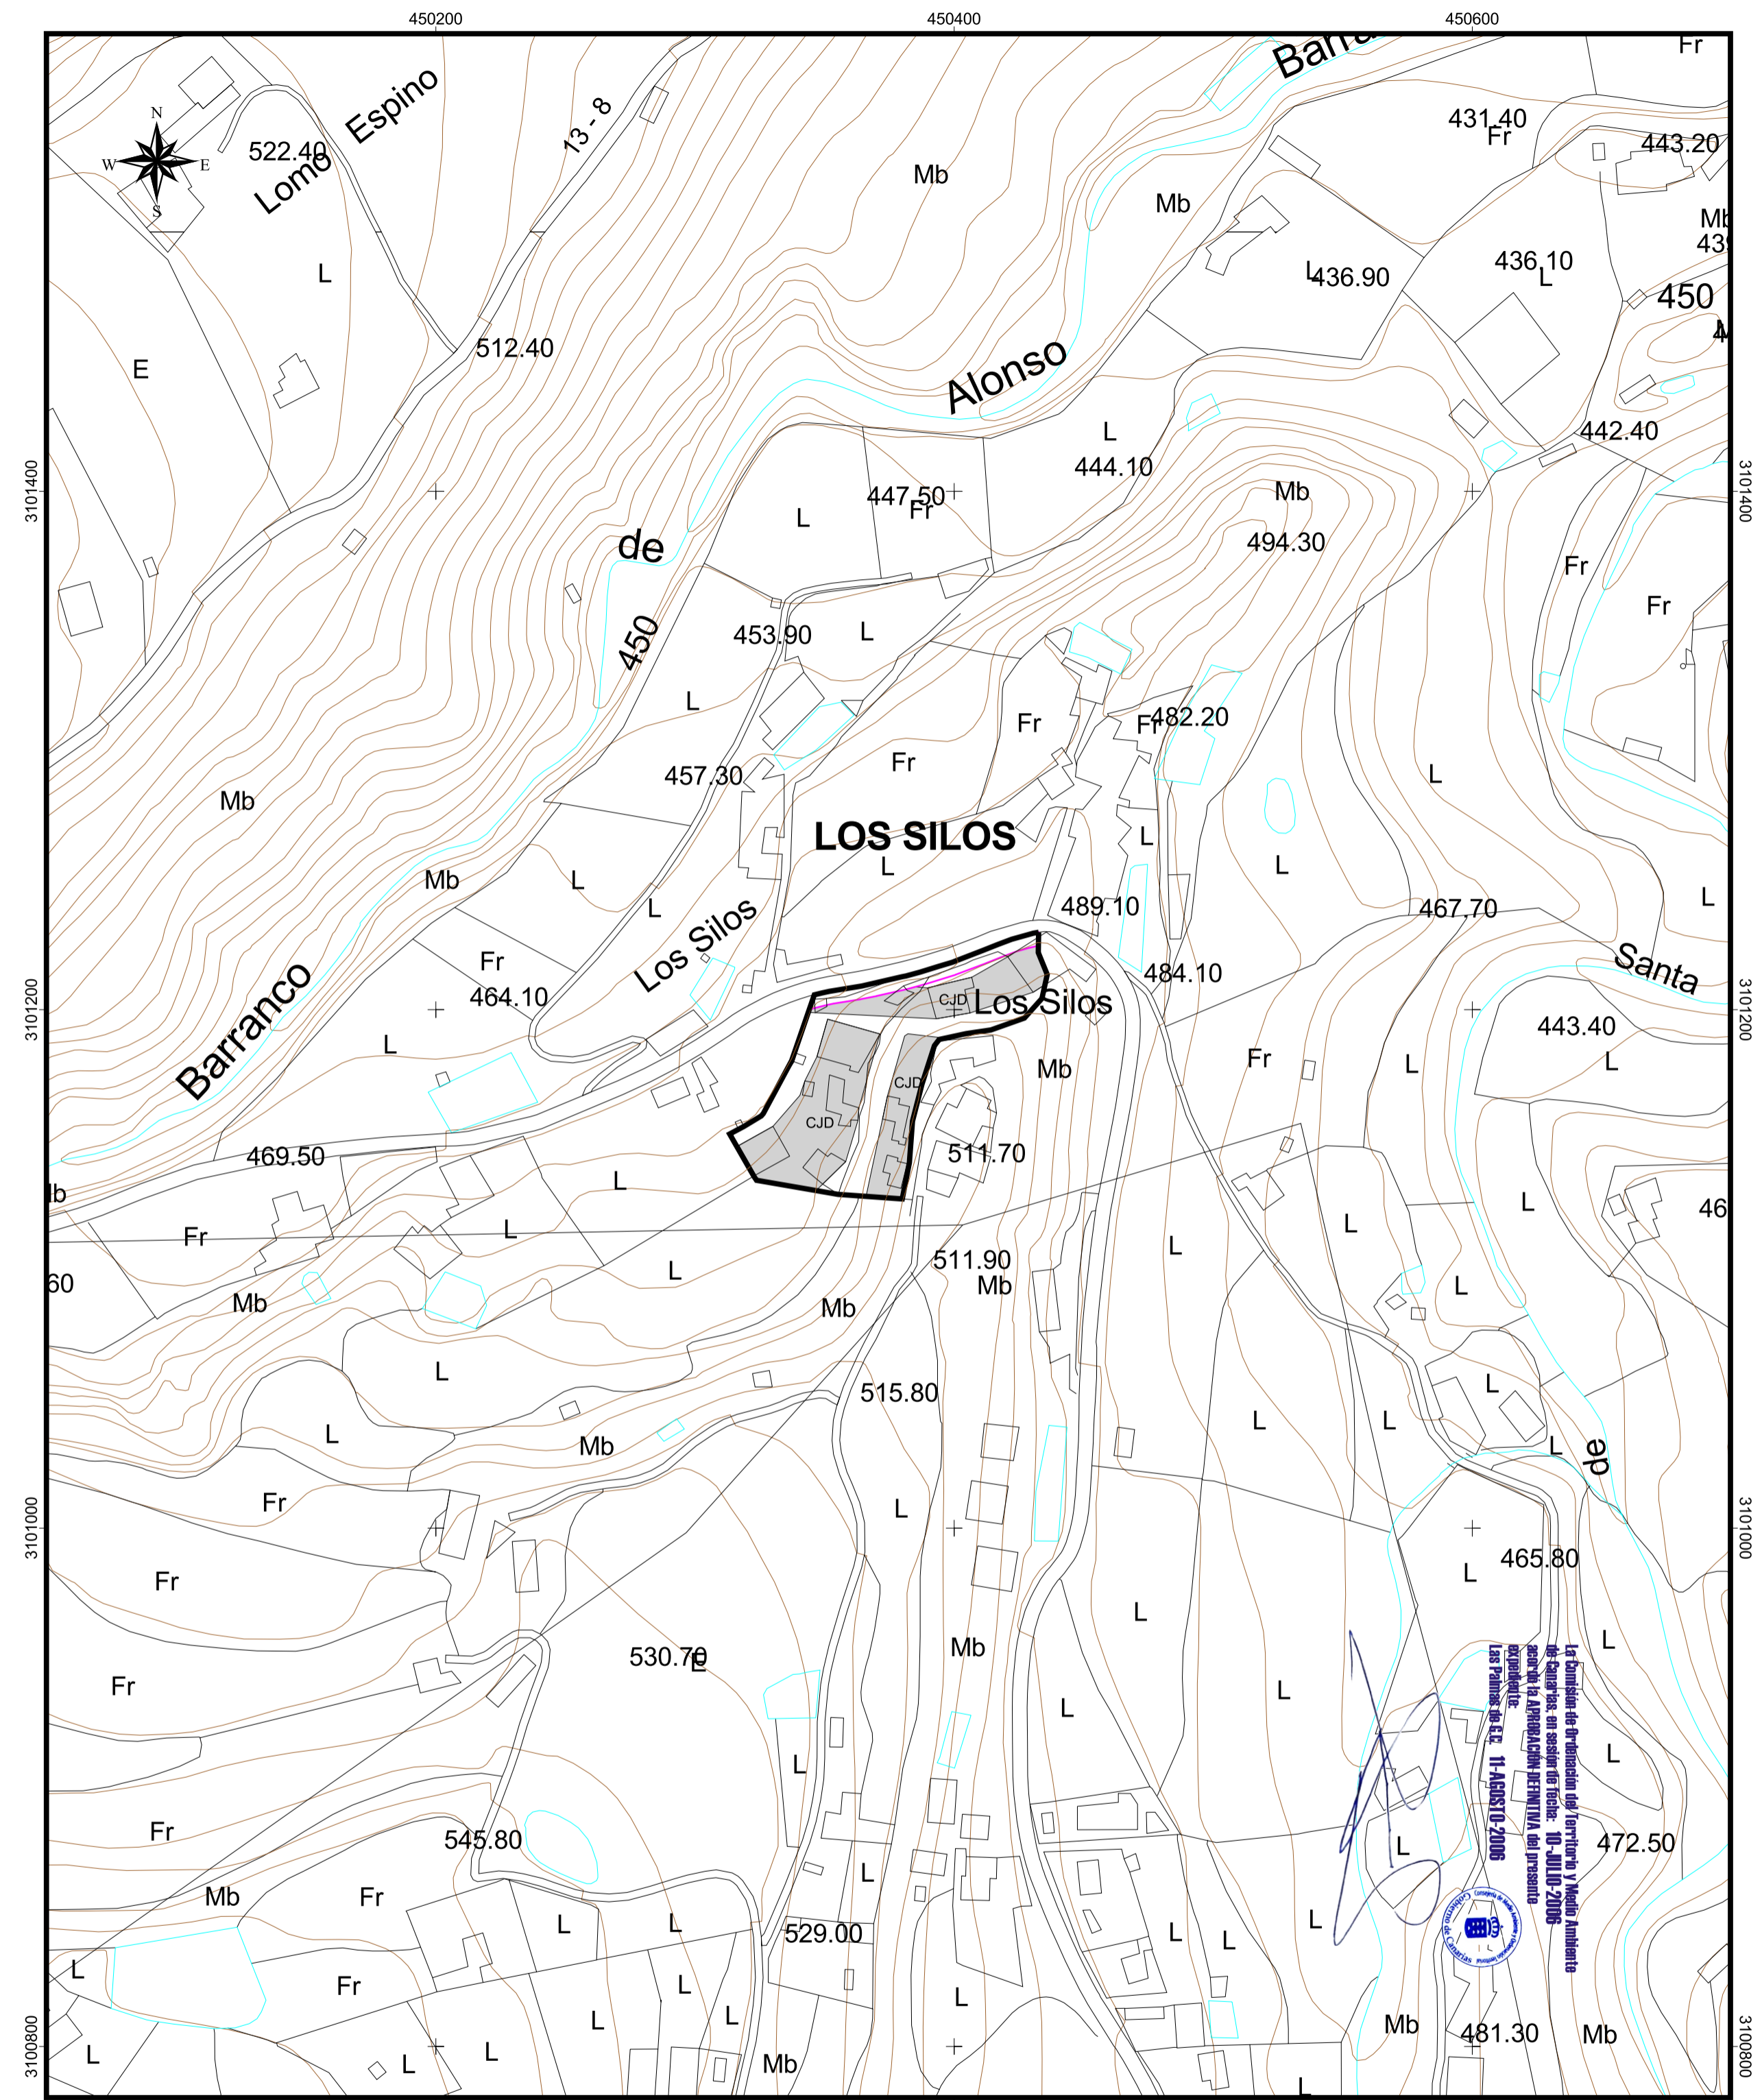 450200 450400 450600
Barra
Fr
Espino
13 - 8
431.40
Fr
443.20
N
W E
S
522.40
Lomo
Mb
Mb
Mb
L
L
436.90
436.10
L
450
512.40
E
Alonso
L
444.10
442.40
3101400
3101400
447.50
Fr
L
Mb
494.30
de
Fr
Fr
450
453.90
L
L
Fr
Fr
482.20
Fr
457.30
L
Mb
LOS SILOS
L
L
L
Mb
L
L
489.10
467.70
L
Los Silos
Fr
464.10
484.10
Santa
CJD
Los Silos
3101200
3101200
Barranco
443.40
L
Mb
Fr
L
L
CJD
CJD
469.50
511.70
L
L
Fr
L
L
L
L
511.90
Mb
L
Mb
Mb
L
515.80
L
L
L
L
Mb
L
de
Fr
L
3101000
3101000
465.80
L
Fr
L
530.70
Mb
L
Fr
L
L
L
L
La Comisión de Ordenación del Territorio y Medio Ambiente
de Canarias, en sesión de fecha: 10-JULIO-2006
acordó la APROBACIÓN DEFINITIVA del presente
expediente.
Las Palmas de G.C. 11-AGOSTO-2006
Gobierno de Canarias
Fr
545.80
L
472.50
Mb
Fr
L
L
L
529.00
L
L
L
L
Fr
L
L
L
L
Mb
481.30
Mb
L
L
L
Mb
3100800
3100800